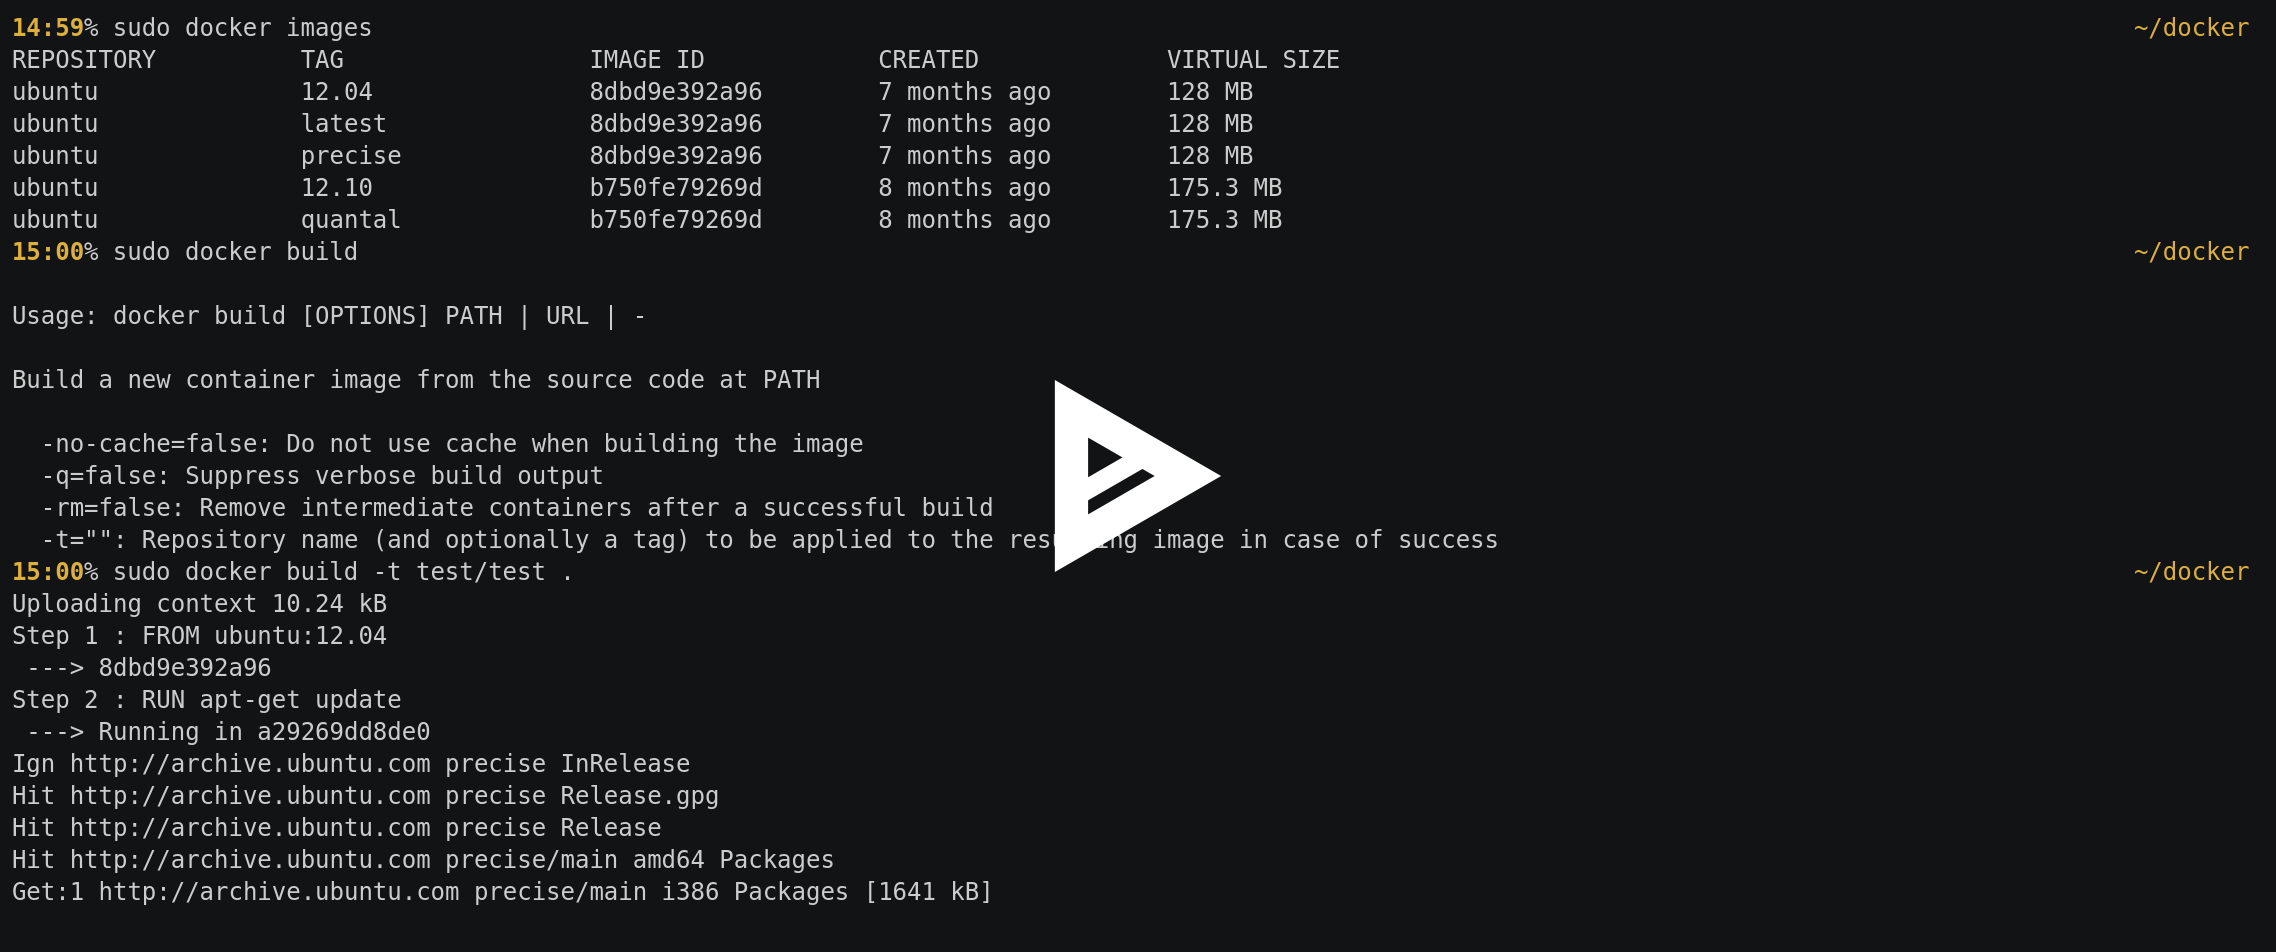 14:59% sudo docker images ~/docker
REPOSITORY TAG IMAGE ID CREATED VIRTUAL SIZE
ubuntu 12.04 8dbd9e392a96 7 months ago 128 MB
ubuntu latest 8dbd9e392a96 7 months ago 128 MB
ubuntu precise 8dbd9e392a96 7 months ago 128 MB
ubuntu 12.10 b750fe79269d 8 months ago 175.3 MB
ubuntu quantal b750fe79269d 8 months ago 175.3 MB
15:00% sudo docker build ~/docker
Usage: docker build [OPTIONS] PATH | URL | -
Build a new container image from the source code at PATH
-no-cache=false: Do not use cache when building the image
-q=false: Suppress verbose build output
-rm=false: Remove intermediate containers after a successful build
-t="": Repository name (and optionally a tag) to be applied to the image in case of success
15:00% sudo docker build -t test/test . ~/docker
Uploading context 10.24 kB
Step 1 : FROM ubuntu:12.04
---> 8dbd9e392a96
Step 2 : RUN apt-get update
---> Running in a29269dd8de0
Ign http://archive.ubuntu.com precise InRelease
Hit http://archive.ubuntu.com precise Release.gpg
Hit http://archive.ubuntu.com precise Release
Hit http://archive.ubuntu.com precise/main amd64 Packages
Get:1 http://archive.ubuntu.com precise/main i386 Packages [1641 kB]